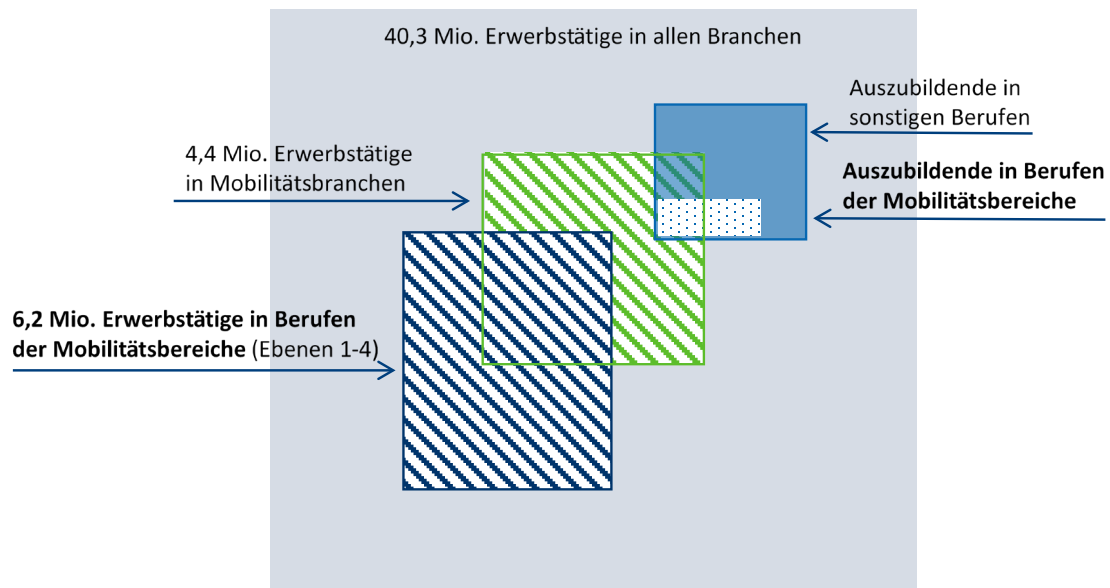 40,3 Mio. Erwerbstätige in allen Branchen
Auszubildende in
sonstigen Berufen
4,4 Mio. Erwerbstätige
in Mobilitätsbranchen
Auszubildende in Berufen
der Mobilitätsbereiche
6,2 Mio. Erwerbstätige in Berufen
der Mobilitätsbereiche (Ebenen 1-4)